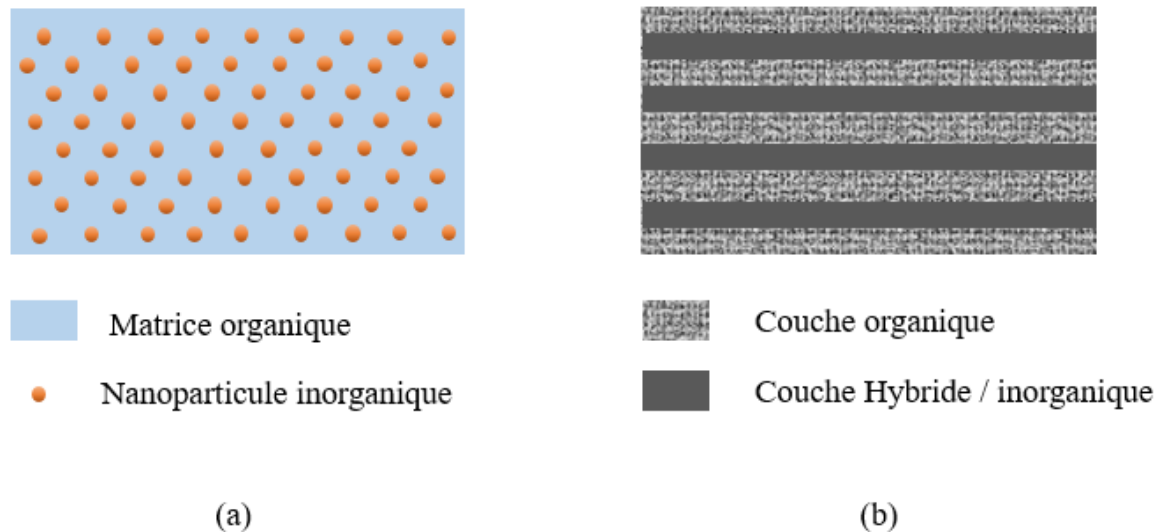 Matrice organique
Nanoparticule inorganique
(a)
Couche organique
Couche Hybride / inorganique
(b)